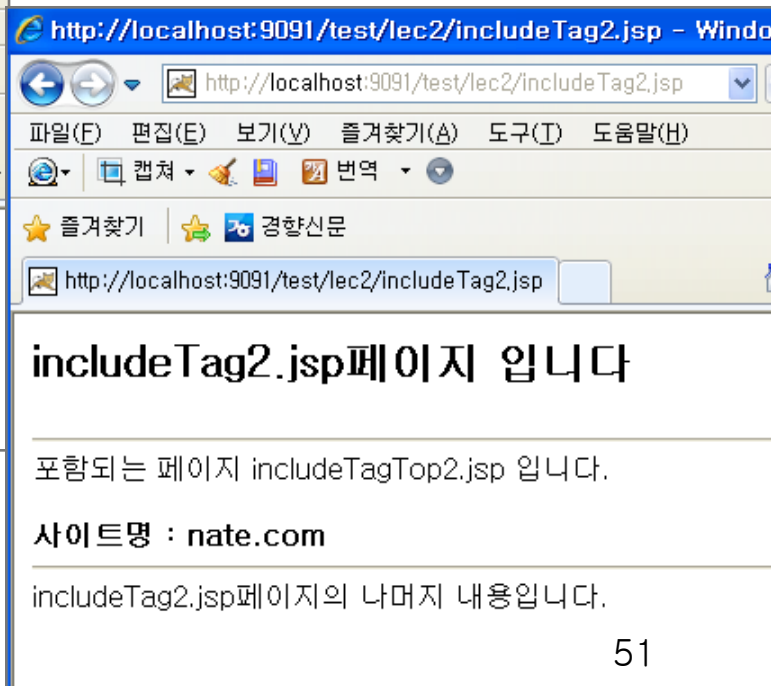 http://localhost:9091/test/lec2/includeTag2.jsp - Windo
http://localhost:9091/test/lec2/includeTag2.jsp
파일(F) 편집(E) 보기(V) 즐겨찾기(A) 도구(T) 도움말(H)
캡쳐 번역
즐겨찾기 경향신문
http://localhost:9091/test/lec2/includeTag2.jsp
includeTag2.jsp페이지 입니다
포함되는 페이지 includeTagTop2.jsp 입니다.
사이트명 : nate.com
includeTag2.jsp페이지의 나머지 내용입니다.
51